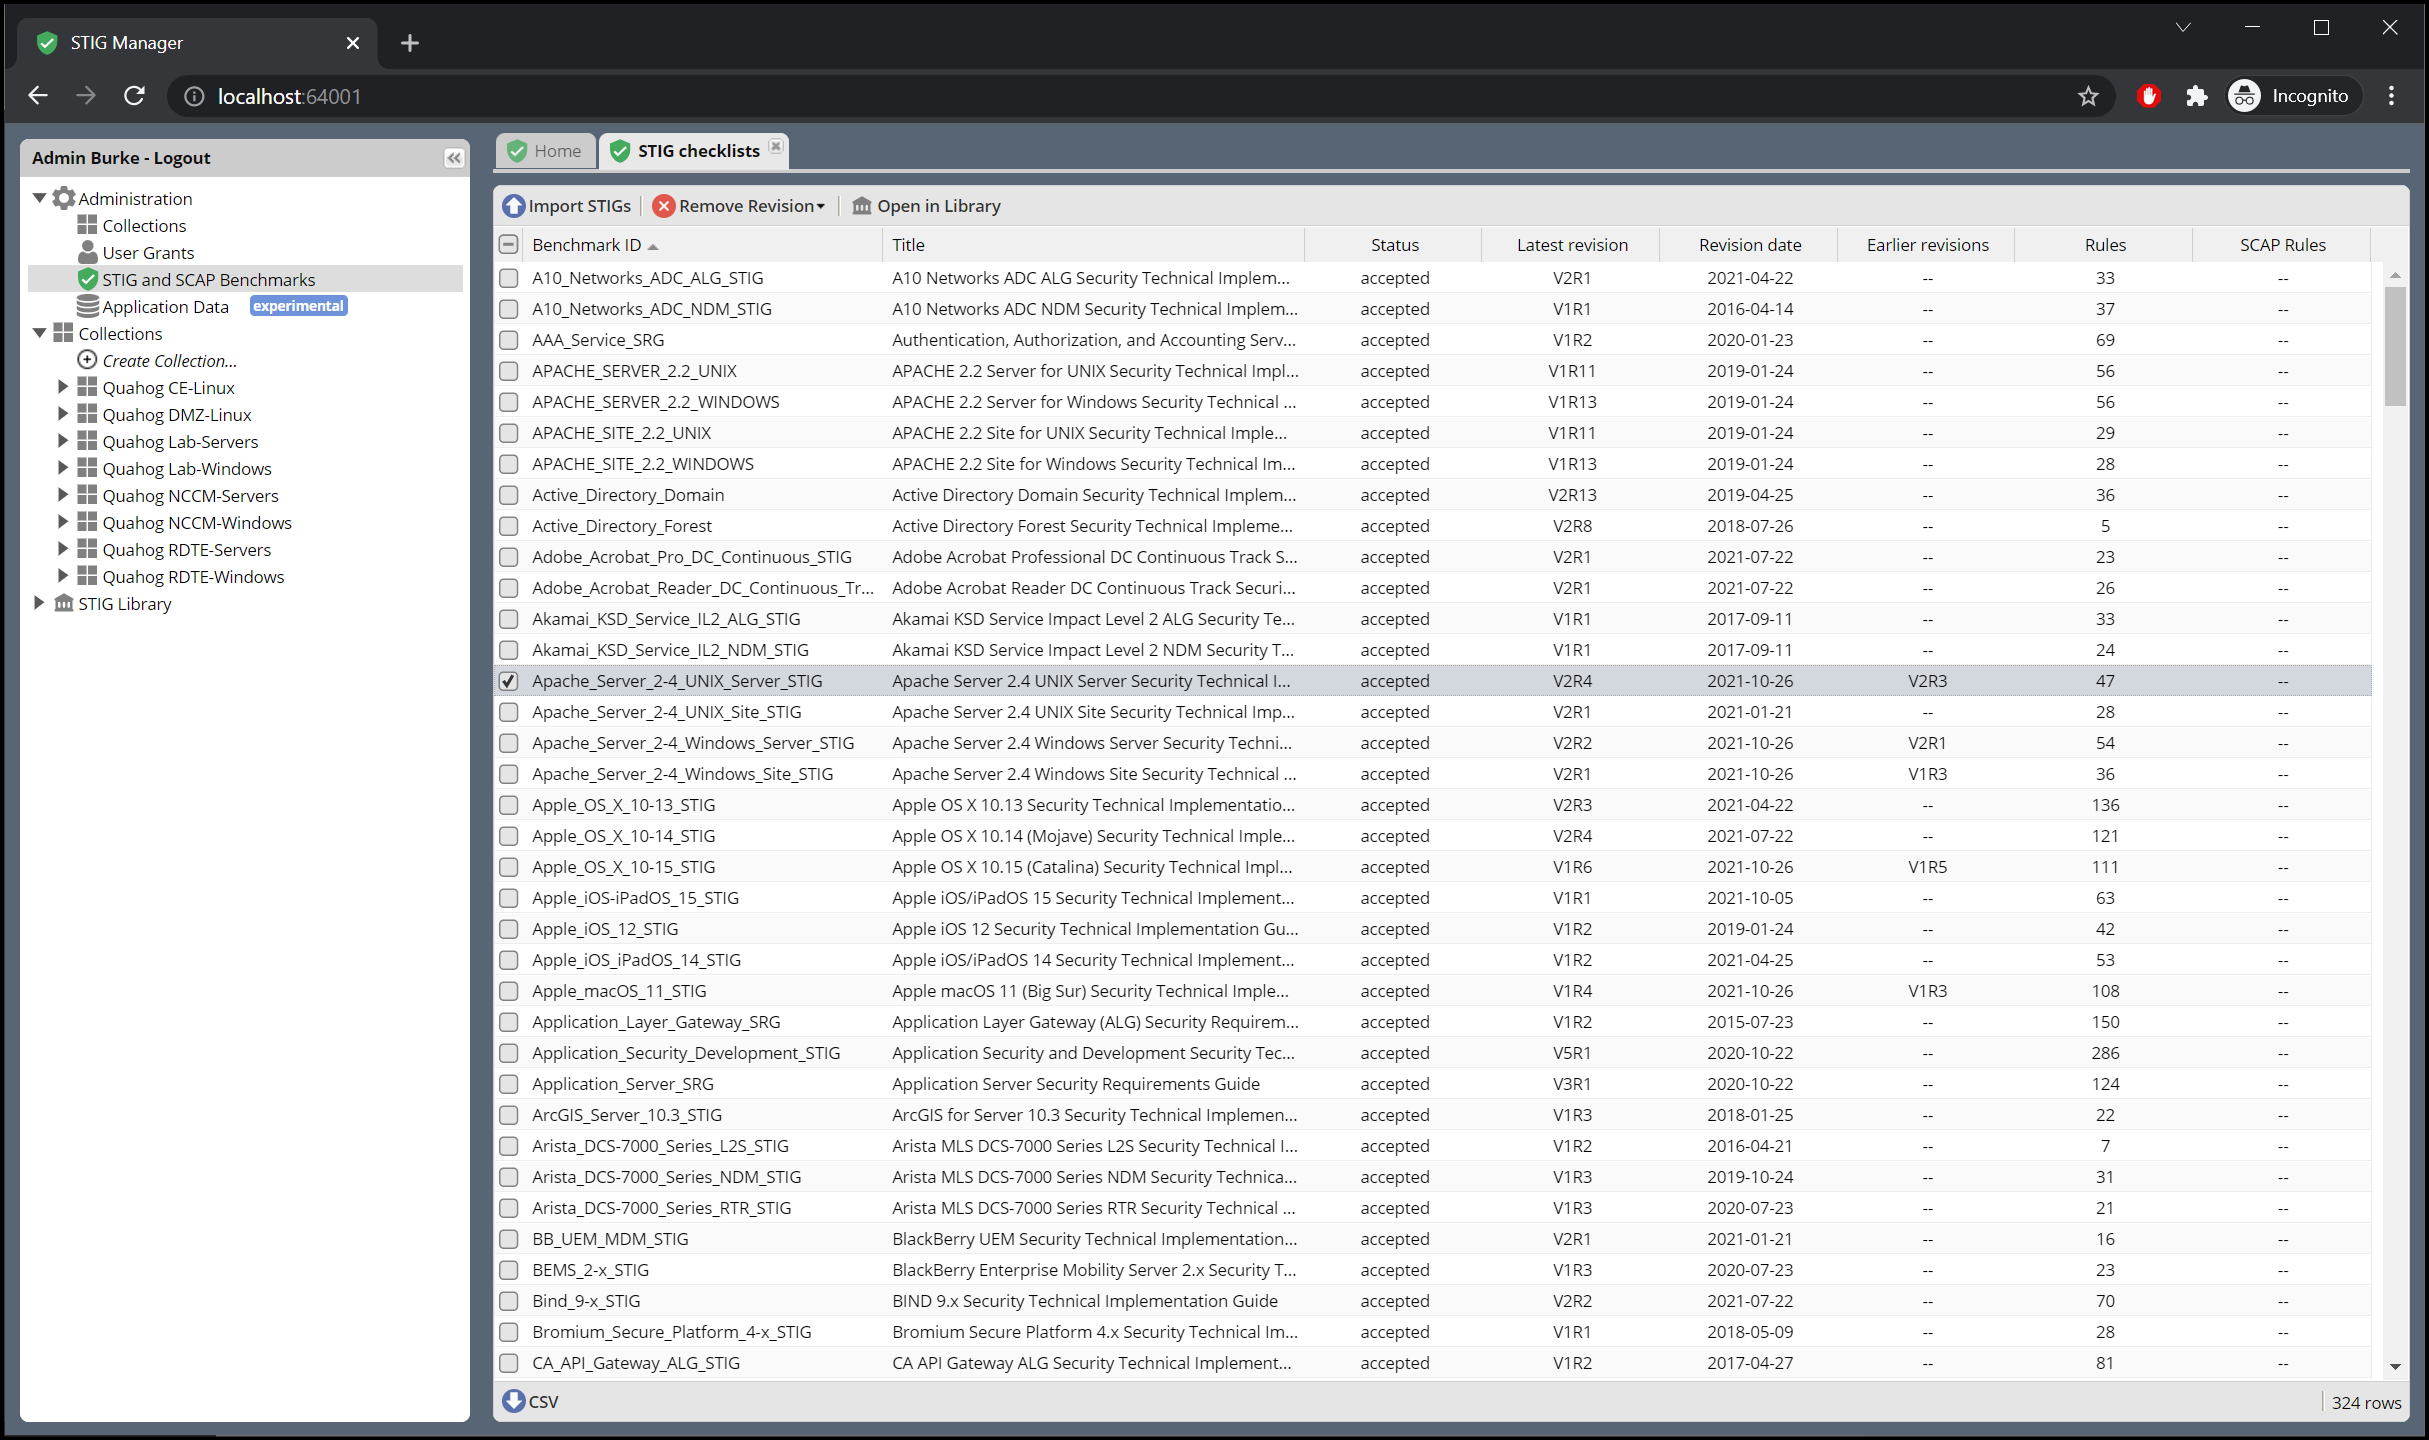 STIG Manager
localhost:64001
Incognito
Admin Burke - Logout
Administration
Collections
User Grants
STIG and SCAP Benchmarks
Application Data experimental
Collections
Create Collection...
Quahog CE-Linux
Quahog DMZ-Linux
Quahog Lab-Servers
Quahog Lab-Windows
Quahog NCCM-Servers
Quahog NCCM-Windows
Quahog RDTE-Servers
Quahog RDTE-Windows
STIG Library
Home STIG checklists
Import STIGs Remove Revision Open in Library
Benchmark ID Title Status Latest revision Revision date Earlier revisions Rules SCAP Rules
A10_Networks_ADC_ALG_STIG A10 Networks ADC ALG Security Technical Implem... accepted V2R1 2021-04-22 -- 33 --
A10_Networks_ADC_NDM_STIG A10 Networks ADC NDM Security Technical Implem... accepted V1R1 2016-04-14 -- 37 --
AAA_Service_SRG Authentication, Authorization, and Accounting Serv... accepted V1R2 2020-01-23 -- 69 --
APACHE_SERVER_2.2_UNIX APACHE 2.2 Server for UNIX Security Technical Impl... accepted V1R11 2019-01-24 -- 56 --
APACHE_SERVER_2.2_WINDOWS APACHE 2.2 Server for Windows Security Technical ... accepted V1R13 2019-01-24 -- 56 --
APACHE_SITE_2.2_UNIX APACHE 2.2 Site for UNIX Security Technical Imple... accepted V1R11 2019-01-24 -- 29 --
APACHE_SITE_2.2_WINDOWS APACHE 2.2 Site for Windows Security Technical Im... accepted V1R13 2019-01-24 -- 28 --
Active_Directory_Domain Active Directory Domain Security Technical Implem... accepted V2R13 2019-04-25 -- 36 --
Active_Directory_Forest Active Directory Forest Security Technical Impleme... accepted V2R8 2018-07-26 -- 5 --
Adobe_Acrobat_Pro_DC_Continuous_STIG Adobe Acrobat Professional DC Continuous Track S... accepted V2R1 2021-07-22 -- 23 --
Adobe_Acrobat_Reader_DC_Continuous_Tr... Adobe Acrobat Reader DC Continuous Track Securi... accepted V2R1 2021-07-22 -- 26 --
Akamai_KSD_Service_IL2_ALG_STIG Akamai KSD Service Impact Level 2 ALG Security Te... accepted V1R1 2017-09-11 -- 33 --
Akamai_KSD_Service_IL2_NDM_STIG Akamai KSD Service Impact Level 2 NDM Security T... accepted V1R1 2017-09-11 -- 24 --
Apache_Server_2-4_UNIX_Server_STIG Apache Server 2.4 UNIX Server Security Technical I... accepted V2R4 2021-10-26 V2R3 47 --
Apache_Server_2-4_UNIX_Site_STIG Apache Server 2.4 UNIX Site Security Technical Imp... accepted V2R1 2021-01-21 -- 28 --
Apache_Server_2-4_Windows_Server_STIG Apache Server 2.4 Windows Server Security Techni... accepted V2R2 2021-10-26 V2R1 54 --
Apache_Server_2-4_Windows_Site_STIG Apache Server 2.4 Windows Site Security Technical ... accepted V2R1 2021-10-26 V1R3 36 --
Apple_OS_X_10-13_STIG Apple OS X 10.13 Security Technical Implementatio... accepted V2R3 2021-04-22 -- 136 --
Apple_OS_X_10-14_STIG Apple OS X 10.14 (Mojave) Security Technical Imple... accepted V2R4 2021-07-22 -- 121 --
Apple_OS_X_10-15_STIG Apple OS X 10.15 (Catalina) Security Technical Impl... accepted V1R6 2021-10-26 V1R5 111 --
Apple_iOS-iPadOS_15_STIG Apple iOS/iPadOS 15 Security Technical Implement... accepted V1R1 2021-10-05 -- 63 --
Apple_iOS_12_STIG Apple iOS 12 Security Technical Implementation Gu... accepted V1R2 2019-01-24 -- 42 --
Apple_iOS_iPadOS_14_STIG Apple iOS/iPadOS 14 Security Technical Implement... accepted V1R2 2021-04-25 -- 53 --
Apple_macOS_11_STIG Apple macOS 11 (Big Sur) Security Technical Imple... accepted V1R4 2021-10-26 V1R3 108 --
Application_Layer_Gateway_SRG Application Layer Gateway (ALG) Security Requirem... accepted V1R2 2015-07-23 -- 150 --
Application_Security_Development_STIG Application Security and Development Security Tec... accepted V5R1 2020-10-22 -- 286 --
Application_Server_SRG Application Server Security Requirements Guide accepted V3R1 2020-10-22 -- 124 --
ArcGIS_Server_10.3_STIG ArcGIS for Server 10.3 Security Technical Implemen... accepted V1R3 2018-01-25 -- 22 --
Arista_DCS-7000_Series_L2S_STIG Arista MLS DCS-7000 Series L2S Security Technical I... accepted V1R2 2016-04-21 -- 7 --
Arista_DCS-7000_Series_NDM_STIG Arista MLS DCS-7000 Series NDM Security Technica... accepted V1R3 2019-10-24 -- 31 --
Arista_DCS-7000_Series_RTR_STIG Arista MLS DCS-7000 Series RTR Security Technical ... accepted V1R3 2020-07-23 -- 21 --
BB_UEM_MDM_STIG BlackBerry UEM Security Technical Implementation... accepted V2R1 2021-01-21 -- 16 --
BEMS_2-x_STIG BlackBerry Enterprise Mobility Server 2.x Security T... accepted V1R3 2020-07-23 -- 23 --
Bind_9-x_STIG BIND 9.x Security Technical Implementation Guide accepted V2R2 2021-07-22 -- 70 --
Bromium_Secure_Platform_4-x_STIG Bromium Secure Platform 4.x Security Technical Im... accepted V1R1 2018-05-09 -- 28 --
CA_API_Gateway_ALG_STIG CA API Gateway ALG Security Technical Implement... accepted V1R2 2017-04-27 -- 81 --
CSV 324 rows